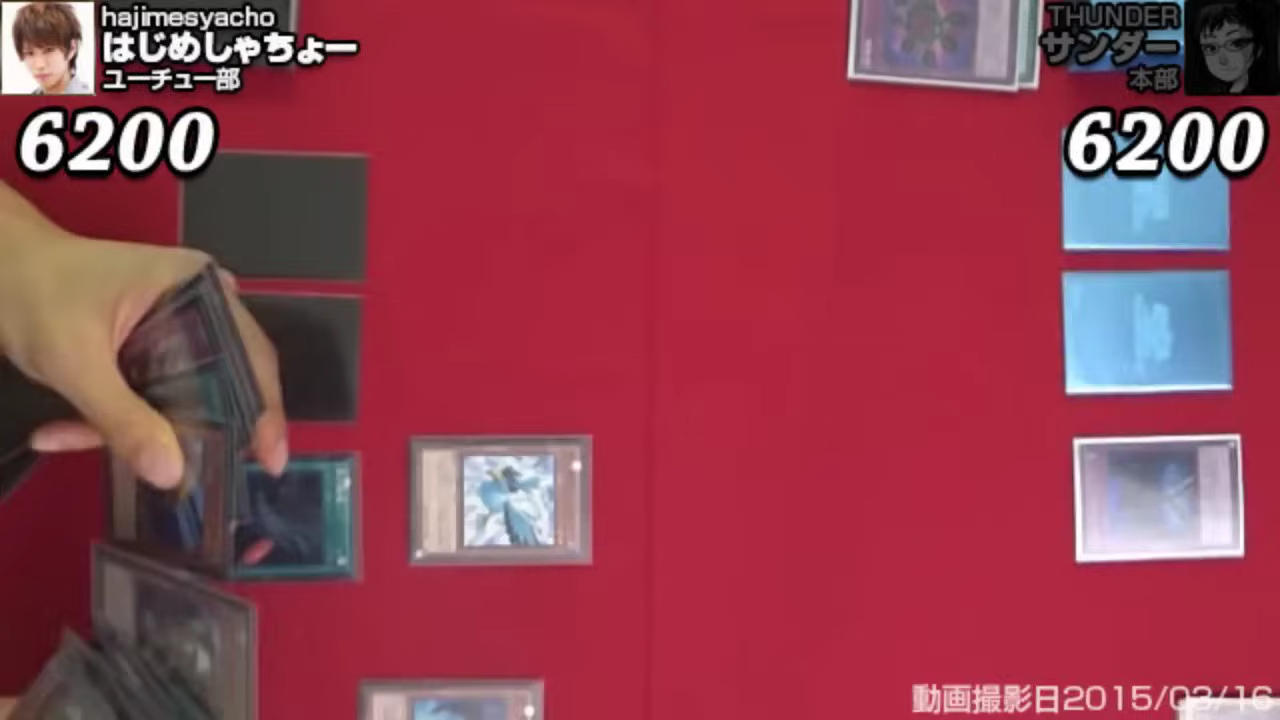 hajimesyacho
はじめしゃちょー
ユーチュー部
6200
THUNDER
サンダー
本部
6200
動画撮影日2015/03/16